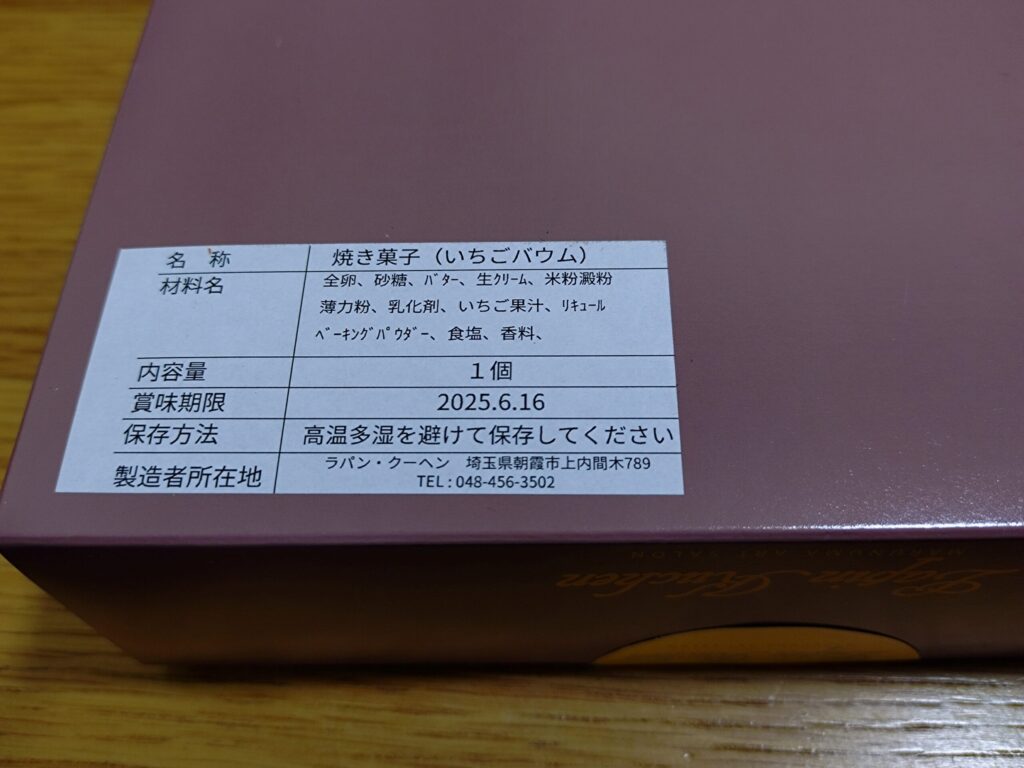 名 称 焼き菓子（いちごバウム）
材料名 全卵、砂糖、ﾊﾞﾀｰ、生ｸﾘｰﾑ、米粉澱粉
薄力粉、乳化剤、いちご果汁、ﾘｷｭｰﾙ
ﾍﾞｰｷﾝｸﾞﾊﾟｳﾀﾞｰ、食塩、香料、
内容量 １個
賞味期限 2025.6.16
保存方法 高温多湿を避けて保存してください
製造者所在地 ラパン・クーヘン 埼玉県朝霞市上内間木789
TEL : 048-456-3502
MARUNUMA ART SALON
Lapin Kuchen